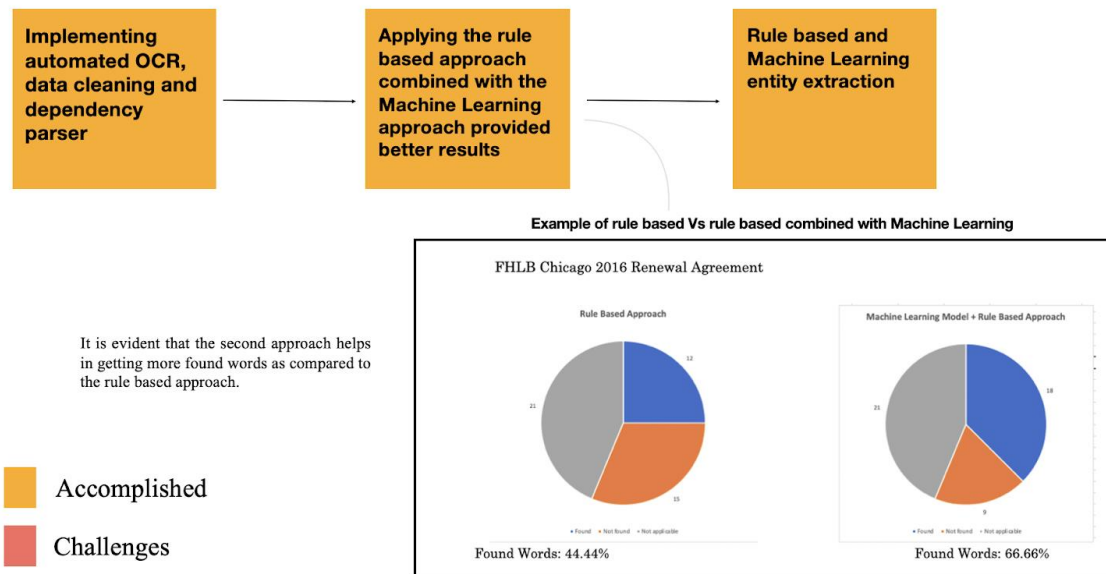 Implementing
automated OCR,
data cleaning and
dependency
parser
Applying the rule
based approach
combined with the
Machine Learning
approach provided
better results
Rule based and
Machine Learning
entity extraction
Example of rule based Vs rule based combined with Machine Learning
FHLB Chicago 2016 Renewal Agreement
Rule Based Approach
12
21
15
Found Not found Not applicable
Found Words: 44.44%
Machine Learning Model + Rule Based Approach
18
21
9
Found Not found Not applicable
Found Words: 66.66%
It is evident that the second approach helps
in getting more found words as compared to
the rule based approach.
Accomplished
Challenges